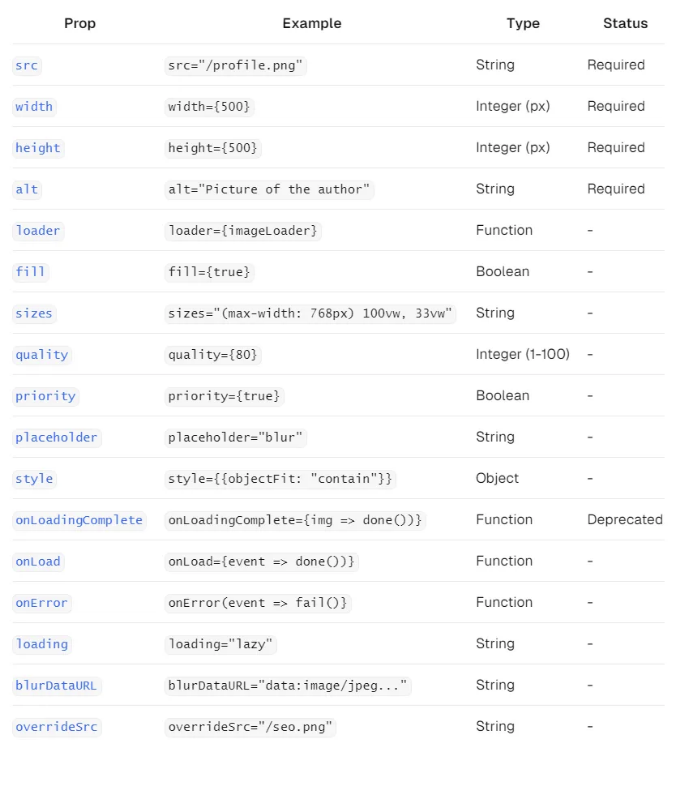 Prop Example Type Status
src src="/profile.png" String Required
width width={500} Integer (px) Required
height height={500} Integer (px) Required
alt alt="Picture of the author" String Required
loader loader={imageLoader} Function -
fill fill={true} Boolean -
sizes sizes="(max-width: 768px) 100vw, 33vw" String -
quality quality={80} Integer (1-100) -
priority priority={true} Boolean -
placeholder placeholder="blur" String -
style style={{objectFit: "contain"}} Object -
onLoadingComplete onLoadingComplete={img => done())} Function Deprecated
onLoad onLoad={event => done())} Function -
onError onError(event => fail()} Function -
loading loading="lazy" String -
blurDataURL blurDataURL="data:image/jpeg..." String -
overrideSrc overrideSrc="/seo.png" String -